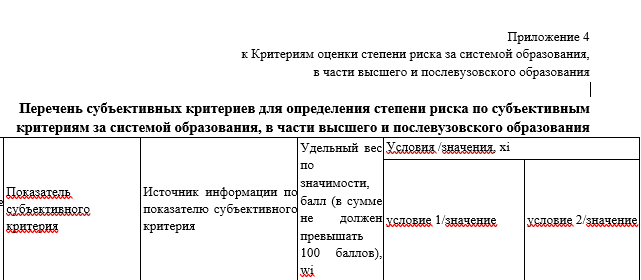 Приложение 4
к Критериям оценки степени риска за системой образования,
в части высшего и послевузовского образования
Перечень субъективных критериев для определения степени риска по субъективным
критериям за системой образования, в части высшего и послевузовского образования
Показатель
субъективного
критерия
Источник информации по
показателю субъективного
критерия
Удельный вес
по
значимости,
балл (в сумме
не должен
превышать
100 баллов),
wi
Условия /значения, xi
условие 1/значение
условие 2/значение